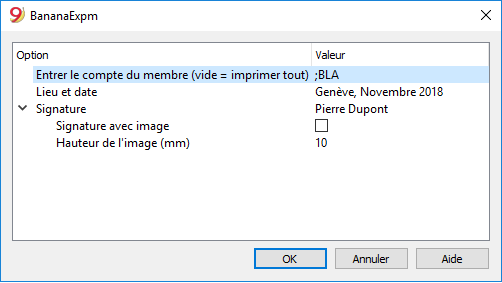 BananaExpm
Option Valeur
Entrer le compte du membre (vide = imprimer tout) ;BLA
Lieu et date Genève, Novembre 2018
Signature Pierre Dupont
Signature avec image
Hauteur de l'image (mm) 10
OK Annuler Aide